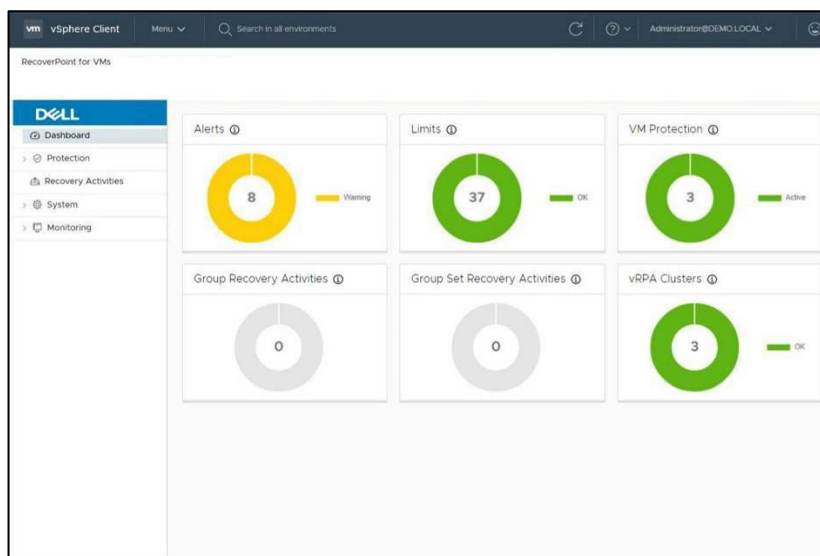 vm vSphere Client Menu Search in all environments Administrator@DEMO.LOCAL
RecoverPoint for VMs
DELL
Dashboard
Protection
Recovery Activities
System
Monitoring
Alerts
8
Warning
Limits
37
OK
VM Protection
3
Active
Group Recovery Activities
0
Group Set Recovery Activities
0
vRPA Clusters
3
OK